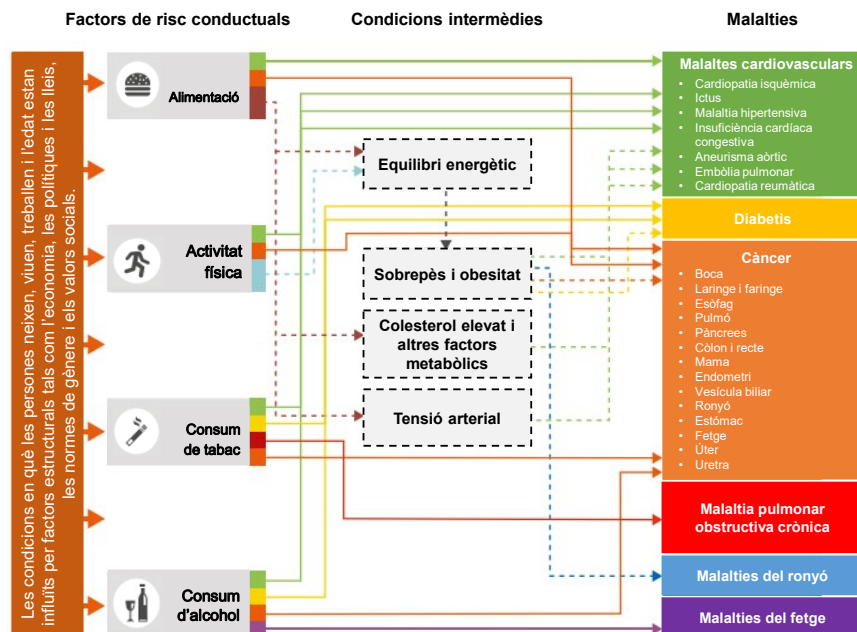 Factors de risc conductuals
Condicions intermèdies
Malalties
Les condicions en què les persones neixen, viuen, treballen i l'edat estan
influïts per factors estructurals tals com l'economia, les polítiques i les lleis,
les normes de gènere i els valors socials.
Alimentació
Activitat
física
Consum
de tabac
Consum
d'alcohol
Equilibri energètic
Sobrepès i obesitat
Colesterol elevat i
altres factors
metabòlics
Tensió arterial
Malaltes cardiovasculars
• Cardiopatia isquèmica
• Ictus
• Malaltia hipertensiva
• Insuficiència cardíaca
congestiva
• Aneurisma aòrtic
• Embòlia pulmonar
• Cardiopatia reumàtica
Diabetis
Càncer
• Boca
• Laringe i faringe
• Esòfag
• Pulmó
• Pàncrees
• Còlon i recte
• Mama
• Endometri
• Vesícula biliar
• Ronyó
• Estómac
• Fetge
• Úter
• Uretra
Malaltia pulmonar
obstructiva crònica
Malalties del ronyó
Malalties del fetge